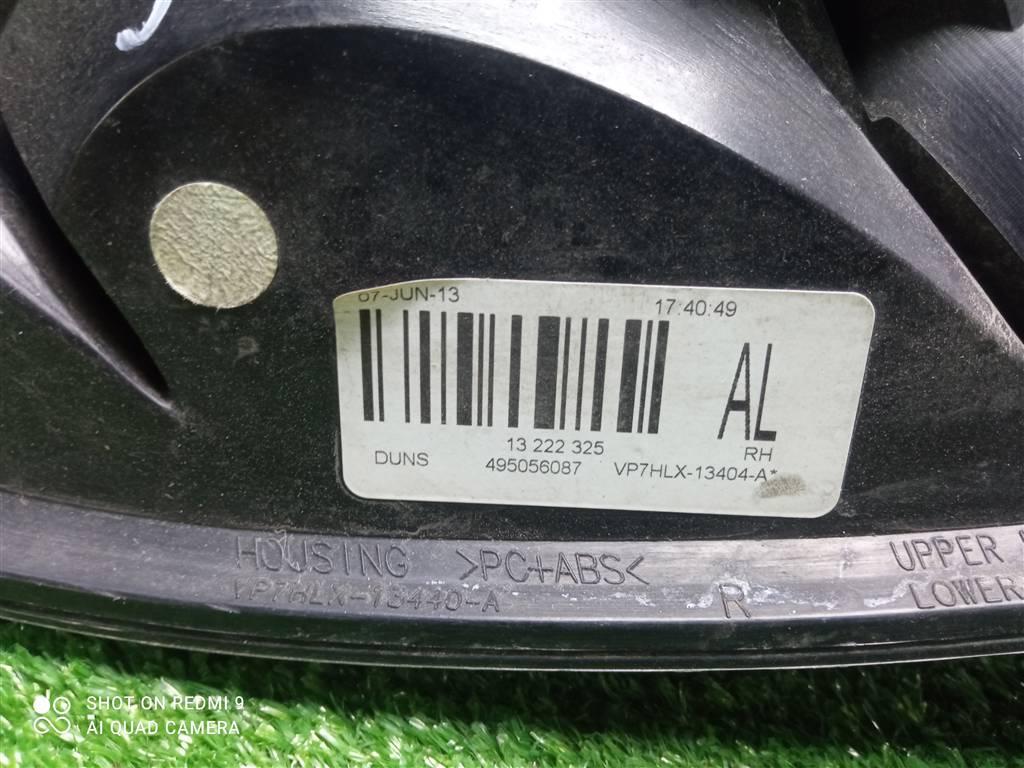 07-JUN-13 17:40:49
AL
13 222 325 RH
DUNS 495056087 VP7HLX-13404-A*
HOUSING >PC+ABS< UPPER
VP7HLX-13440-A R LOWER
SHOT ON REDMI 9
AI QUAD CAMERA